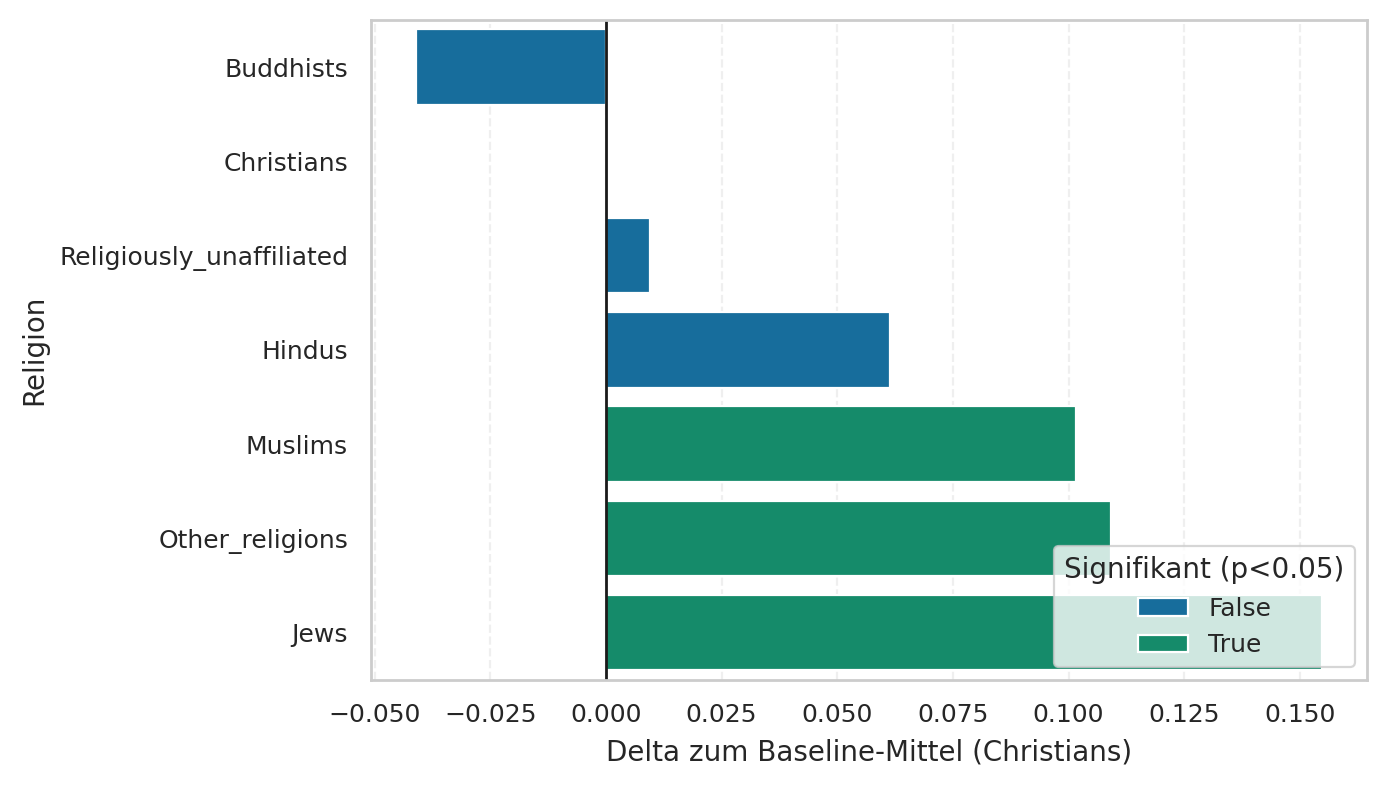 Religion
Buddhists
Christians
Religiously_unaffiliated
Hindus
Muslims
Other_religions
Jews
Signifikant (p<0.05)
False
True
−0.050 −0.025 0.000 0.025 0.050 0.075 0.100 0.125 0.150
Delta zum Baseline-Mittel (Christians)